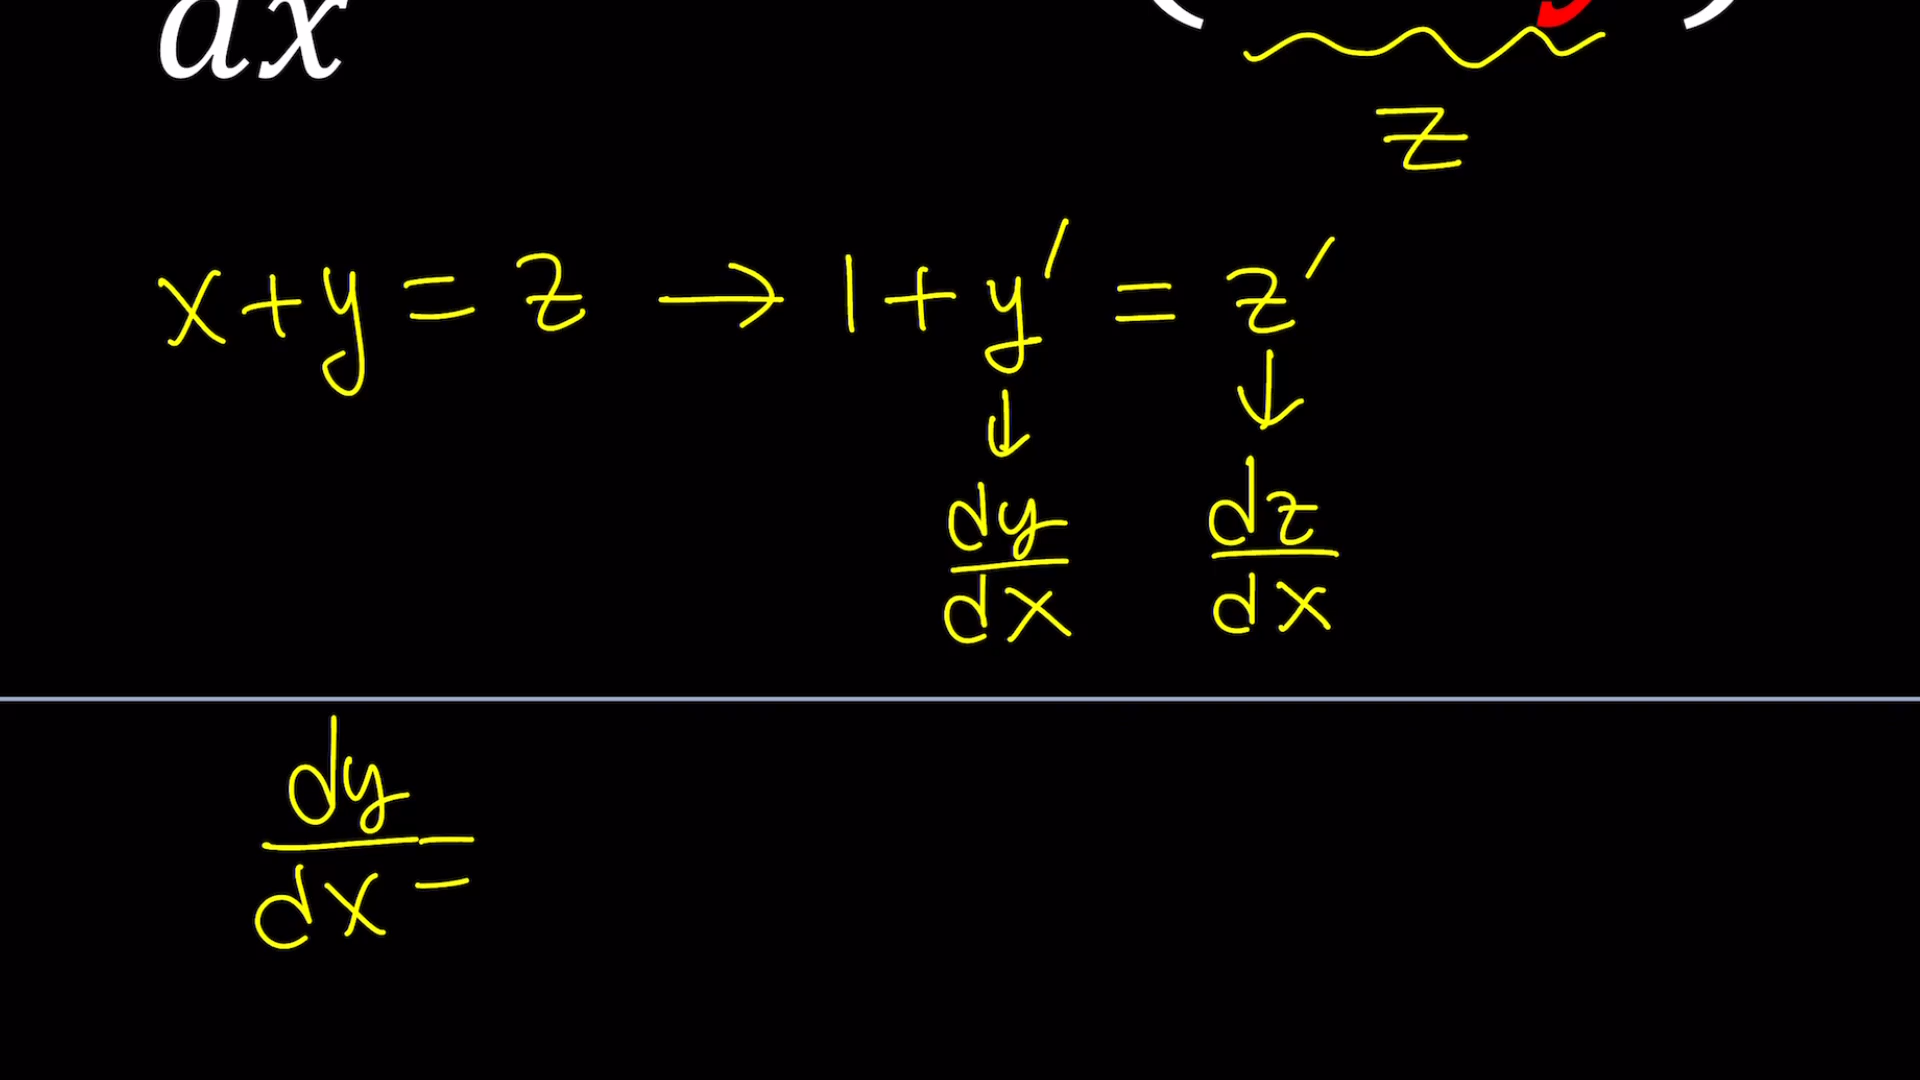 dx ( y )
z
x+y = z → 1+y′ = z′
↓ ↓
dy/dx dz/dx
dy/dx =